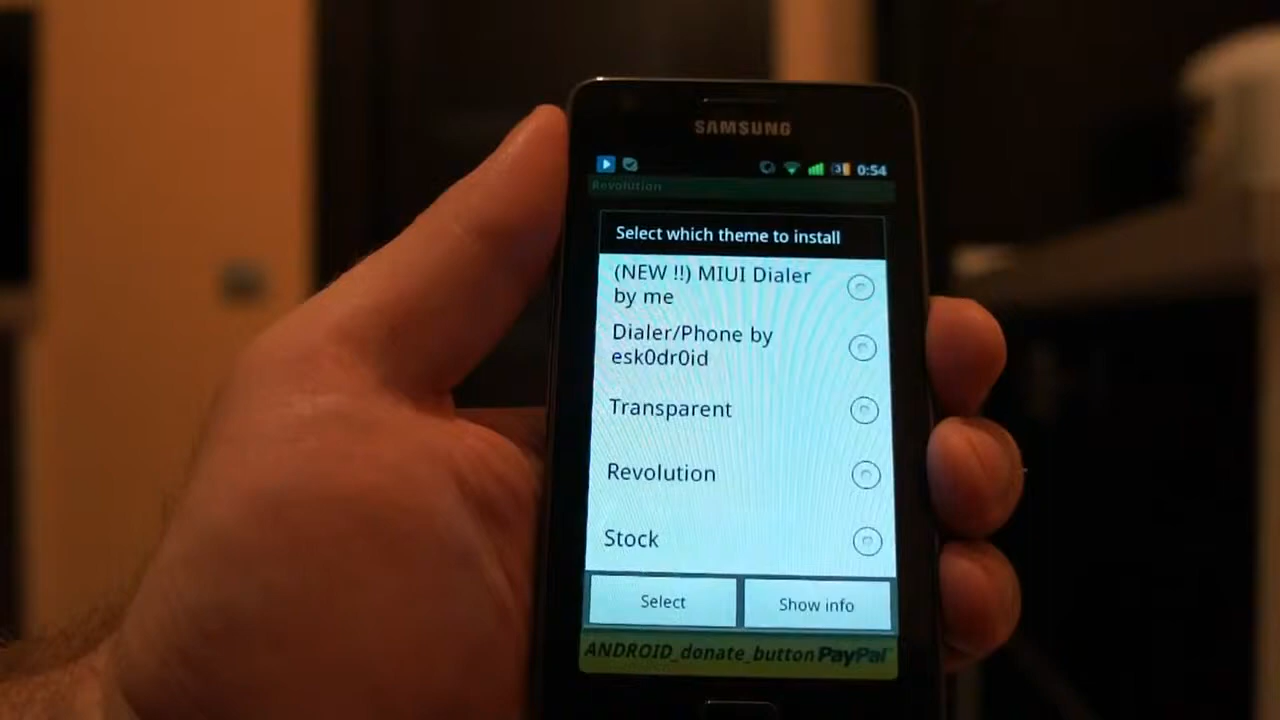 SAMSUNG
0:54
Revolution
Select which theme to install
(NEW !!) MIUI Dialer
by me
Dialer/Phone by
esk0dr0id
Transparent
Revolution
Stock
Select
Show info
ANDROID_donate_button PayPal